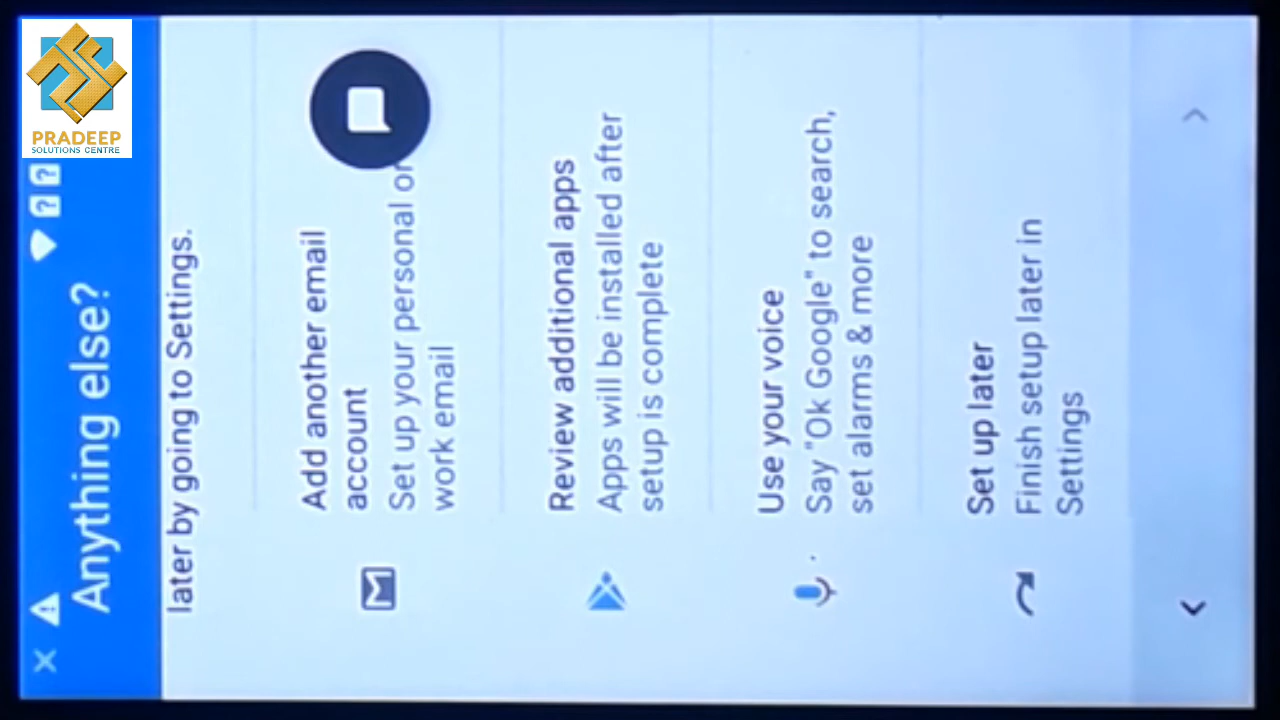 PRADEEP
SOLUTIONS CENTRE
Anything else?
later by going to Settings.
Add another email
account
Set up your personal or
work email
Review additional apps
Apps will be installed after
setup is complete
Use your voice
Say "Ok Google" to search,
set alarms & more
Set up later
Finish setup later in
Settings